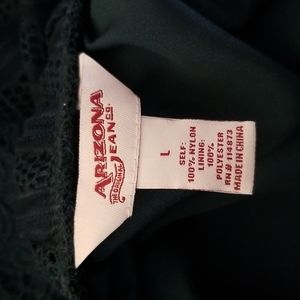 ARIZONA
JEAN CO.
THE ORIGINAL
L
SELF:
100% NYLON
LINING:
100%
POLYESTER
RN# 114873
MADE IN CHINA